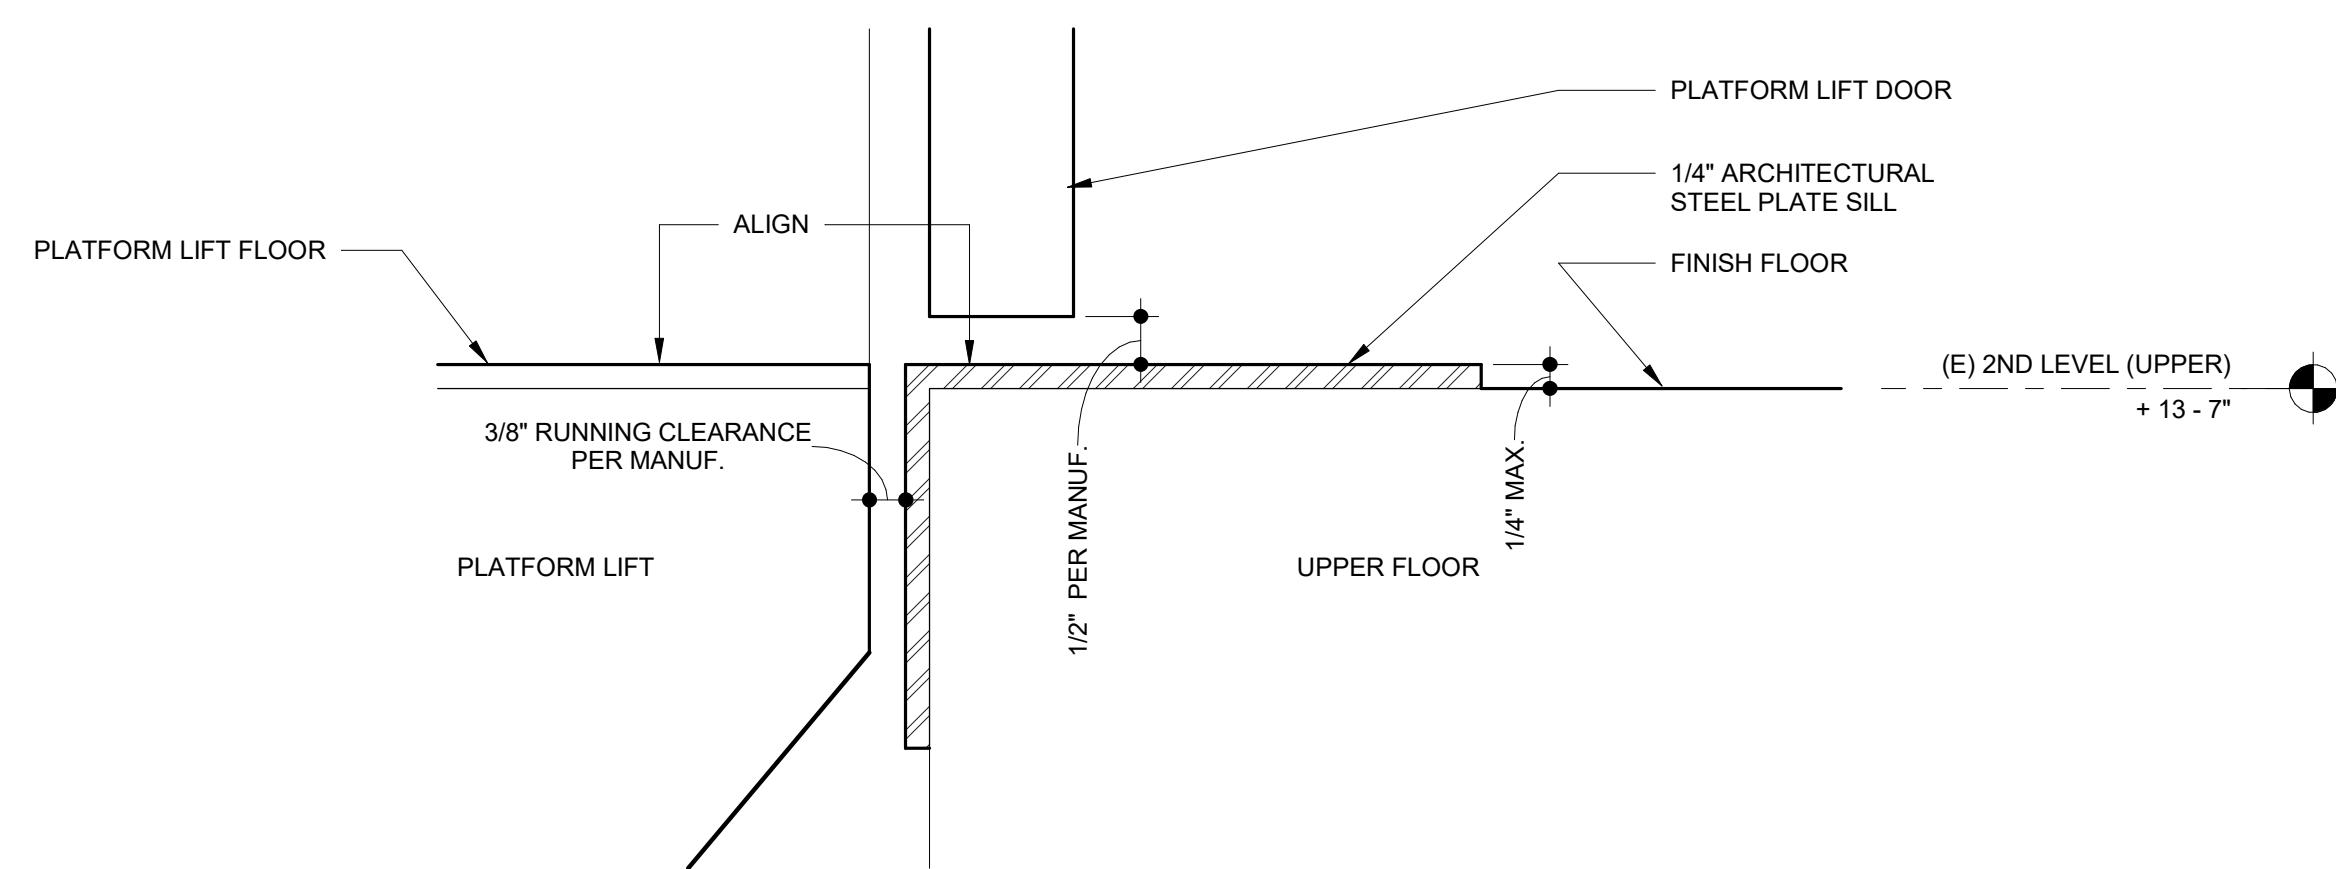 PLATFORM LIFT DOOR
1/4" ARCHITECTURAL
STEEL PLATE SILL
ALIGN
PLATFORM LIFT FLOOR
FINISH FLOOR
(E) 2ND LEVEL (UPPER)
+ 13 - 7"
3/8" RUNNING CLEARANCE
PER MANUF.
1/2" PER MANUF.
1/4" MAX.
PLATFORM LIFT
UPPER FLOOR